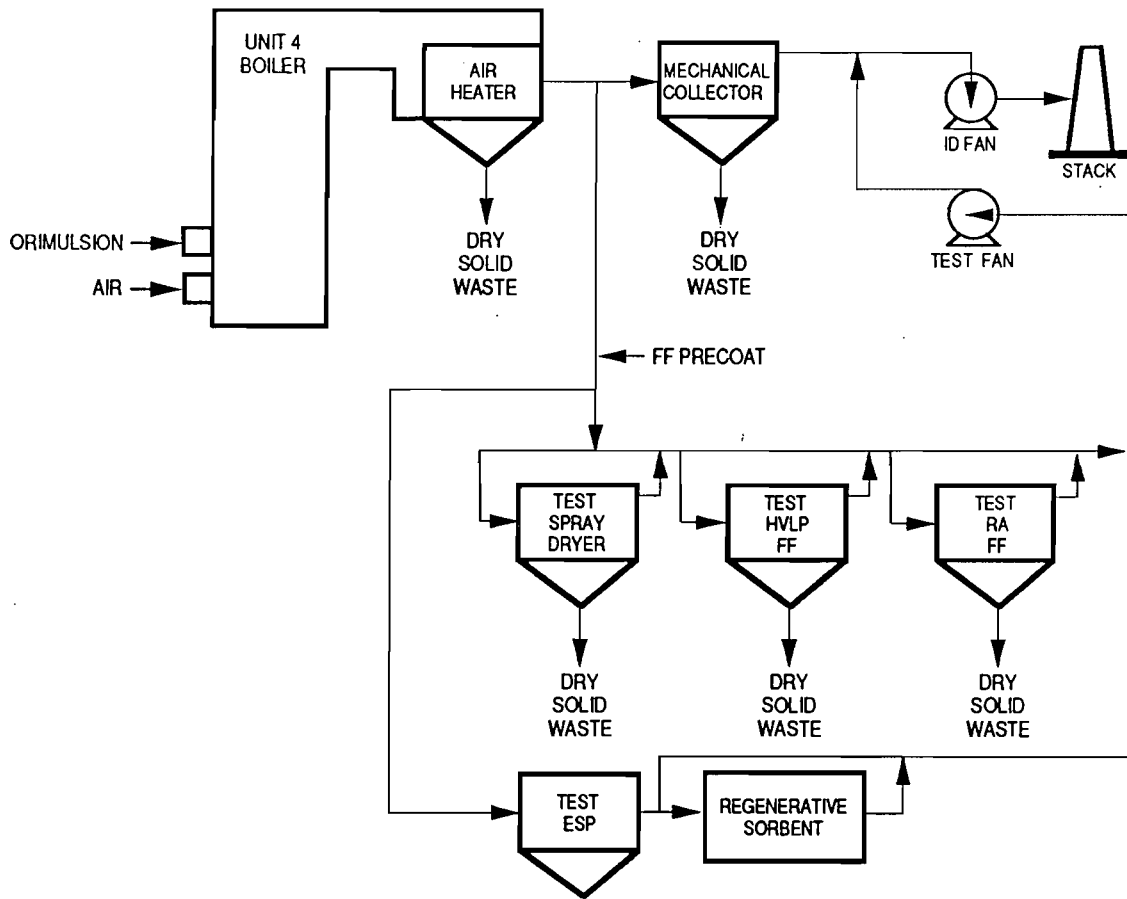 UNIT 4
BOILER
AIR
HEATER
MECHANICAL
COLLECTOR
ID FAN
STACK
TEST FAN
ORIMULSION
AIR
DRY
SOLID
WASTE
DRY
SOLID
WASTE
FF PRECOAT
TEST
SPRAY
DRYER
TEST
HVLP
FF
TEST
RA
FF
DRY
SOLID
WASTE
DRY
SOLID
WASTE
DRY
SOLID
WASTE
TEST
ESP
REGENERATIVE
SORBENT